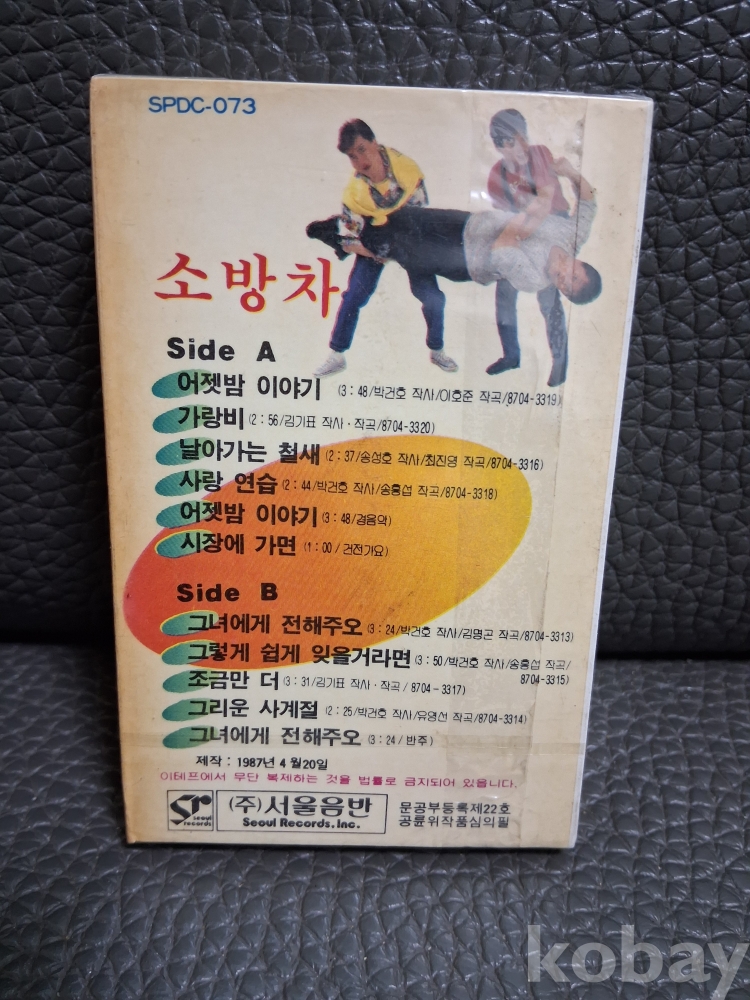 SPDC-073
소방차
Side A
어젯밤 이야기 (3:48/박건호 작사/이호준 작곡/8704-3319)
가랑비 (2:56/김기표 작사·작곡/8704-3320)
날아가는 철새 (2:37/송성호 작사/최진영 작곡/8704-3316)
사랑 연습 (2:44/박건호 작사/송홍섭 작곡/8704-3318)
어젯밤 이야기 (3:48/경음악)
시장에 가면 (1:00/건전가요)
Side B
그녀에게 전해주오 (3:24/박건호 작사/김명곤 작곡/8704-3313)
그렇게 쉽게 잊을거라면 (3:50/박건호 작사/송홍섭 작곡/
8704-3315)
조금만 더 (3:31/김기표 작사·작곡/8704-3317)
그리운 사계절 (2:25/박건호 작사/유영선 작곡/8704-3314)
그녀에게 전해주오 (3:24/반주)
제작 : 1987년 4월20일
이테프에서 무단 복제하는 것을 법률로 금지되어 있읍니다.
sr seoul records
(주)서울음반
Seoul Records, Inc.
문공부등록제22호
공륜위작품심의필
kobay